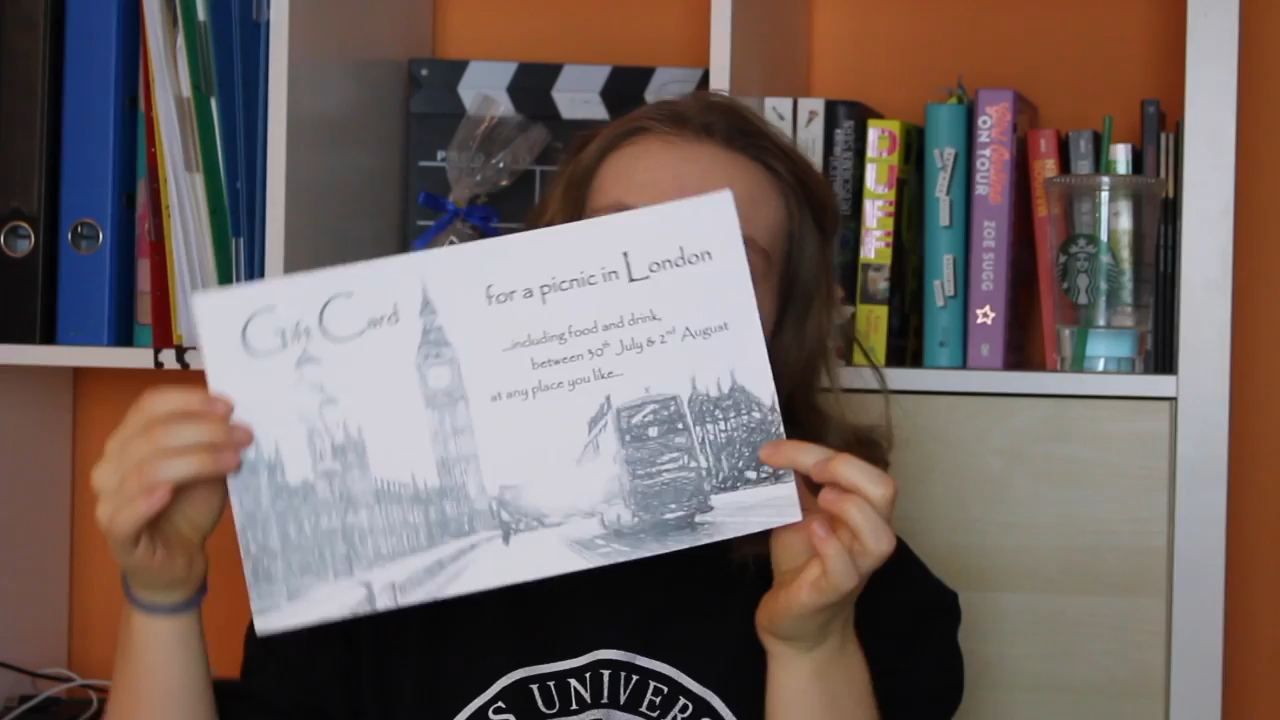 Gift Card
for a picnic in London
...including food and drink,
between 30th July & 2nd August
at any place you like...
S UNIVERS
ON TOUR
ZOE SUGG